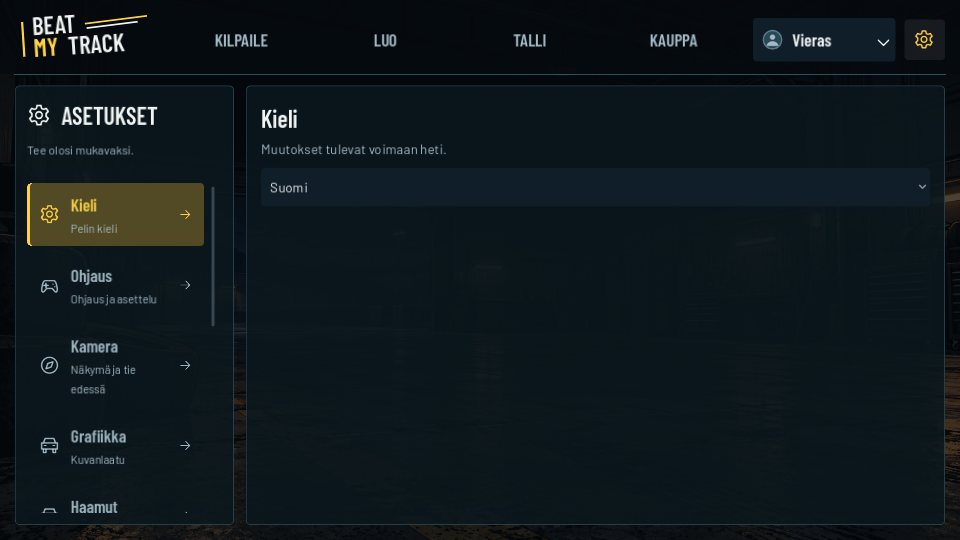 BEAT
MY TRACK
KILPAILE
LUO
TALLI
KAUPPA
Vieras
ASETUKSET
Tee olosi mukavaksi.
Kieli
Pelin kieli
Ohjaus
Ohjaus ja asettelu
Kamera
Näkymä ja tie
edessä
Grafiikka
Kuvanlaatu
Haamut
Kieli
Muutokset tulevat voimaan heti.
Suomi